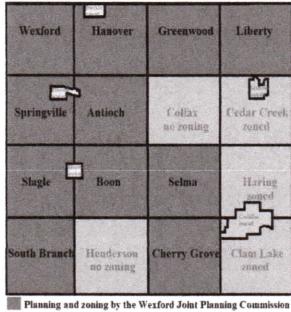 Wexford Hanover Greenwood Liberty
Springville Antioch Colfax Cedar Creek
no zoning zoned
Slagle Boon Selma Haring
zoned
South Branch Henderson Cherry Grove Clam Lake
no zoning zoned
Planning and zoning by the Wexford Joint Planning Commission